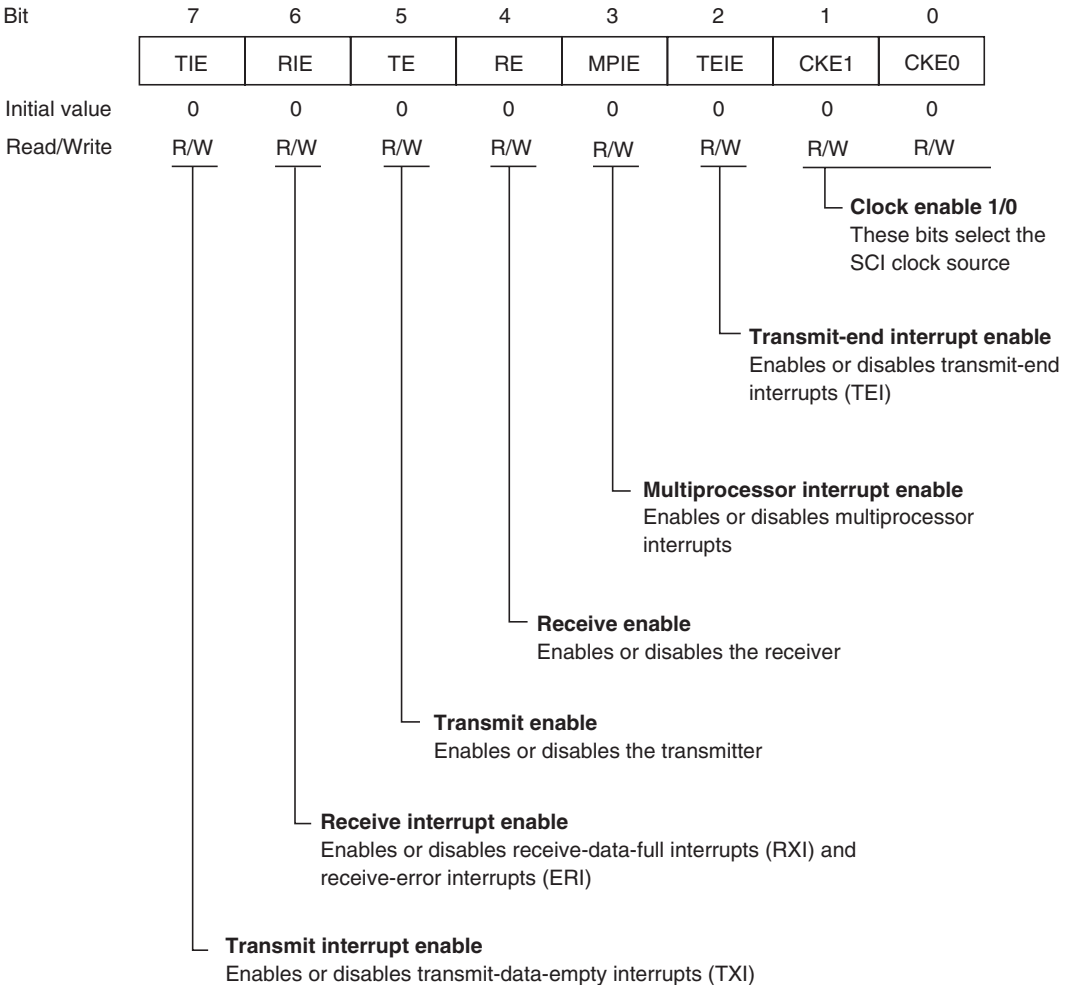 Bit 7 6 5 4 3 2 1 0
TIE RIE TE RE MPIE TEIE CKE1 CKE0
Initial value 0 0 0 0 0 0 0 0
Read/Write R/W R/W R/W R/W R/W R/W R/W R/W
Clock enable 1/0
These bits select the
SCI clock source
Transmit-end interrupt enable
Enables or disables transmit-end
interrupts (TEI)
Multiprocessor interrupt enable
Enables or disables multiprocessor
interrupts
Receive enable
Enables or disables the receiver
Transmit enable
Enables or disables the transmitter
Receive interrupt enable
Enables or disables receive-data-full interrupts (RXI) and
receive-error interrupts (ERI)
Transmit interrupt enable
Enables or disables transmit-data-empty interrupts (TXI)